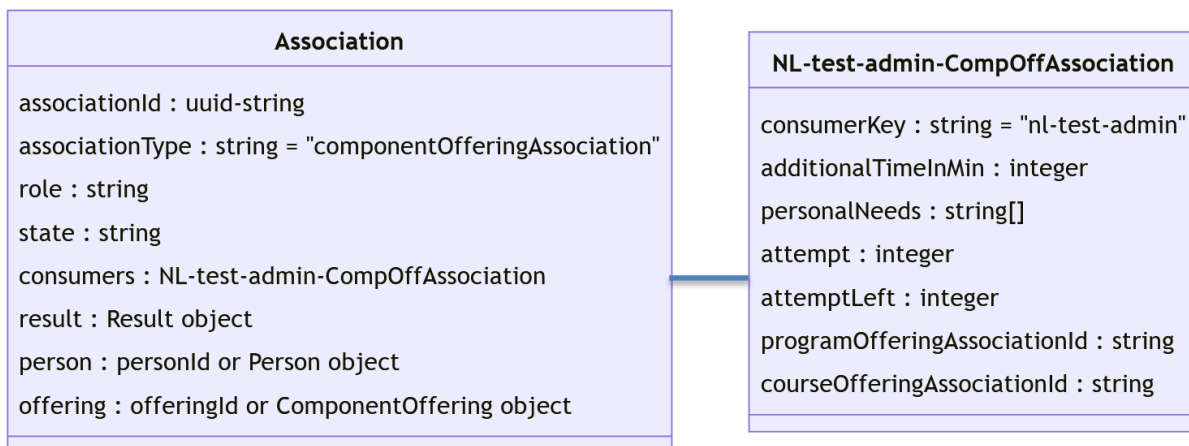 Association
associationId : uuid-string
associationType : string = "componentOfferingAssociation"
role : string
state : string
consumers : NL-test-admin-CompOffAssociation
result : Result object
person : personId or Person object
offering : offeringId or ComponentOffering object
NL-test-admin-CompOffAssociation
consumerKey : string = "nl-test-admin"
additionalTimeInMin : integer
personalNeeds : string[]
attempt : integer
attemptLeft : integer
programOfferingAssociationId : string
courseOfferingAssociationId : string